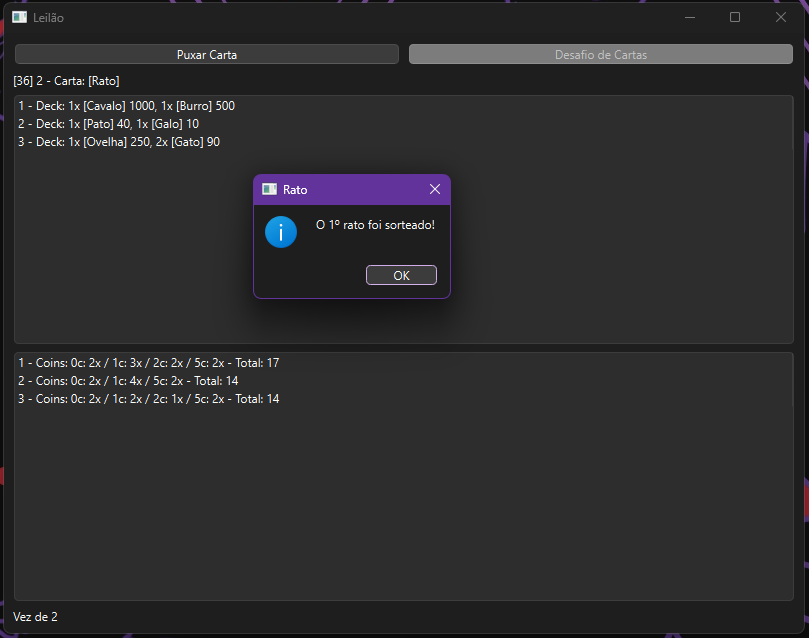 Leilão
Puxar Carta
Desafio de Cartas
[36] 2 - Carta: [Rato]
1 - Deck: 1x [Cavalo] 1000, 1x [Burro] 500
2 - Deck: 1x [Pato] 40, 1x [Galo] 10
3 - Deck: 1x [Ovelha] 250, 2x [Gato] 90
Rato
O 1º rato foi sorteado!
OK
1 - Coins: 0c: 2x / 1c: 3x / 2c: 2x / 5c: 2x - Total: 17
2 - Coins: 0c: 2x / 1c: 4x / 5c: 2x - Total: 14
3 - Coins: 0c: 2x / 1c: 2x / 2c: 1x / 5c: 2x - Total: 14
Vez de 2